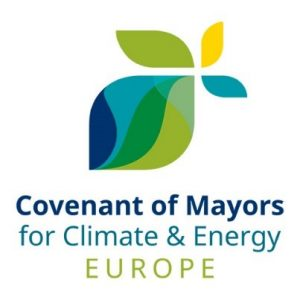 Covenant of Mayors
for Climate & Energy
EUROPE